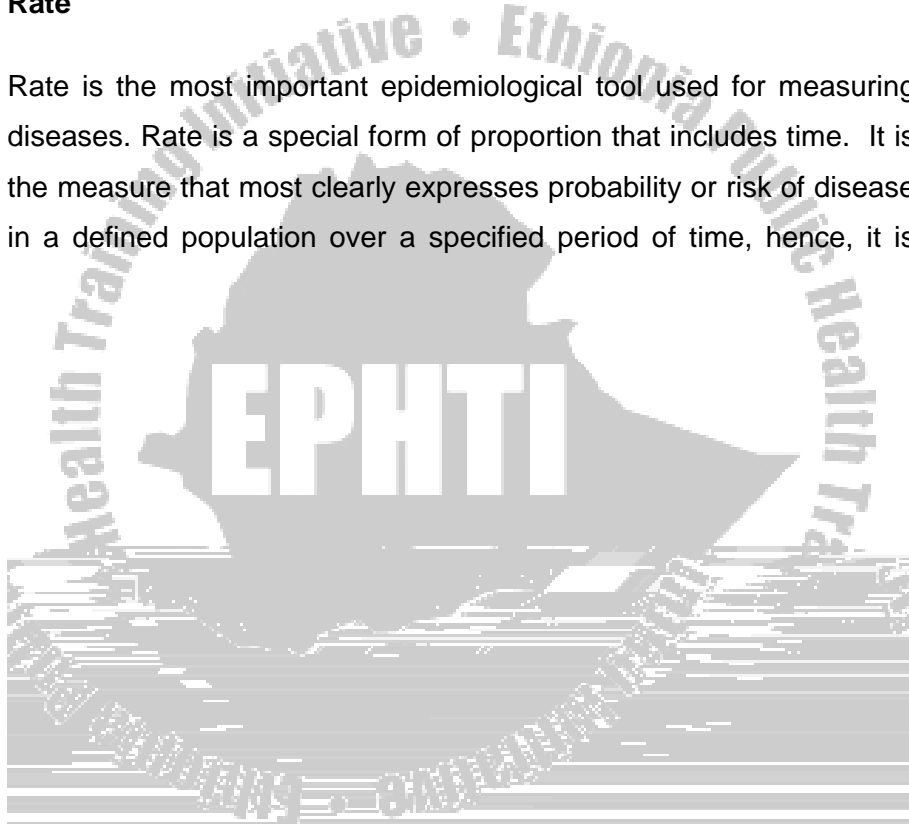 Rate
Rate is the most important epidemiological tool used for measuring
diseases. Rate is a special form of proportion that includes time. It is
the measure that most clearly expresses probability or risk of disease
in a defined population over a specified period of time, hence, it is
EPHTI